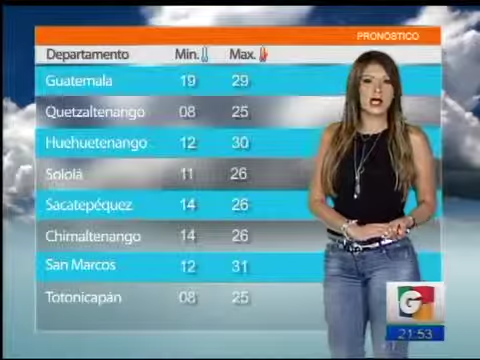 PRONOSTICO
Departamento Min. Max.
Guatemala 19 29
Quetzaltenango 08 25
Huehuetenango 12 30
Sololá 11 26
Sacatepéquez 14 26
Chimaltenango 14 26
San Marcos 12 31
Totonicapán 08 25
G
21:53